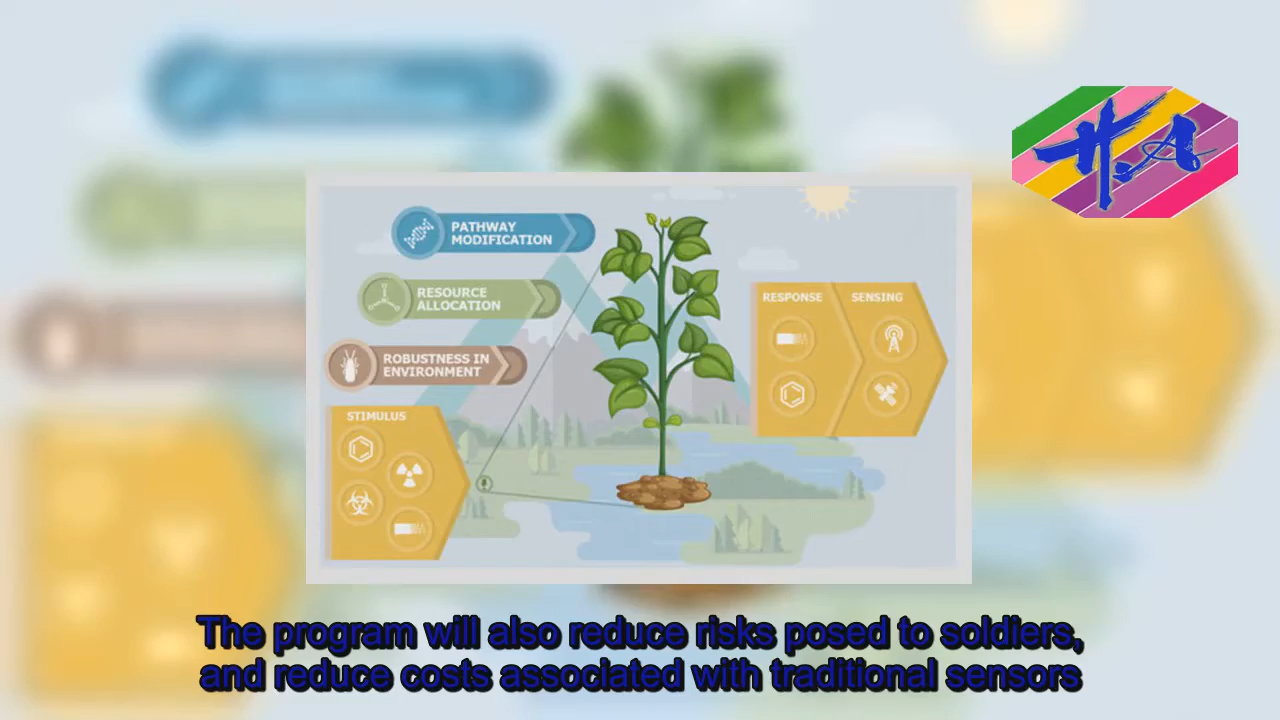 PATHWAY
MODIFICATION
RESOURCE
ALLOCATION
ROBUSTNESS IN
ENVIRONMENT
STIMULUS
RESPONSE
SENSING
The program will also reduce risks posed to soldiers,
and reduce costs associated with traditional sensors